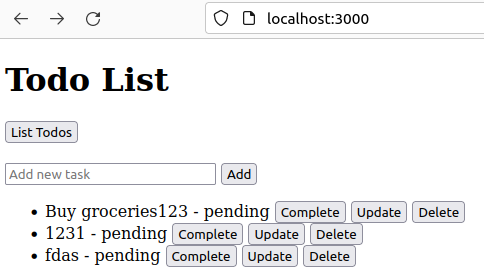 localhost:3000
Todo List
List Todos
Add new task Add
Buy groceries123 - pending Complete Update Delete
1231 - pending Complete Update Delete
fdas - pending Complete Update Delete